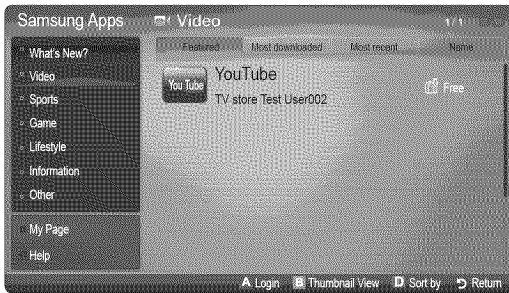 Samsung Apps
Video
1/1
Featured Most downloaded Most recent Name
What's New?
Video
Sports
Game
Lifestyle
Information
Other
My Page
Help
You Tube
YouTube
TV store Test User002
Free
A Login B Thumbnail View D Sort by Return